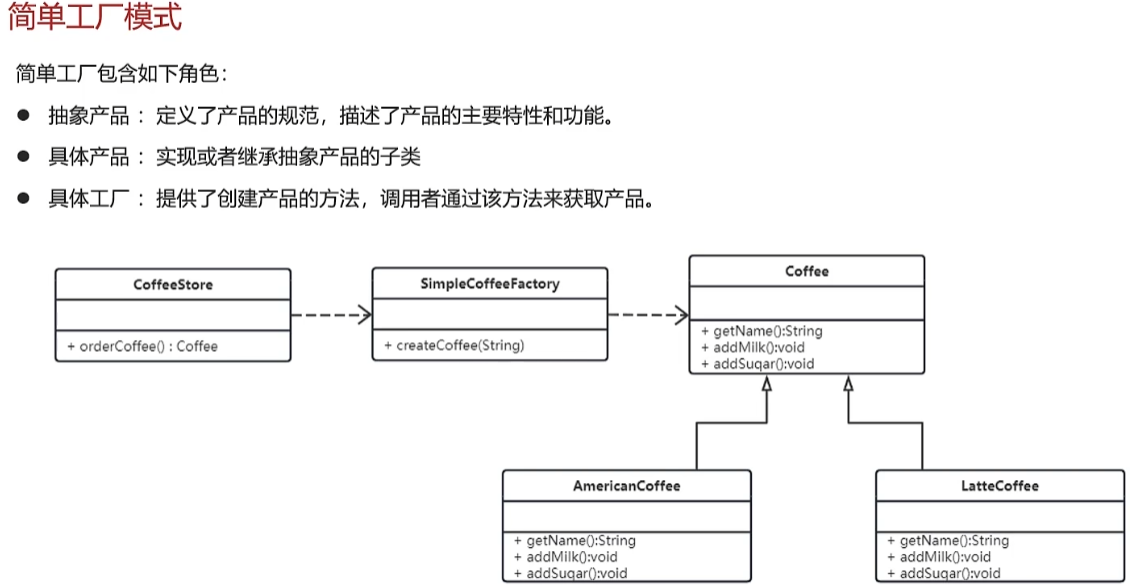 简单工厂模式
简单工厂包含如下角色：
● 抽象产品 ：定义了产品的规范，描述了产品的主要特性和功能。
● 具体产品 ：实现或者继承抽象产品的子类
● 具体工厂 ：提供了创建产品的方法，调用者通过该方法来获取产品。
CoffeeStore
+ orderCoffee() : Coffee
SimpleCoffeeFactory
+ createCoffee(String)
Coffee
+ getName():String
+ addMilk():void
+ addSugar():void
AmericanCoffee
+ getName():String
+ addMilk():void
+ addSugar():void
LatteCoffee
+ getName():String
+ addMilk():void
+ addSugar():void